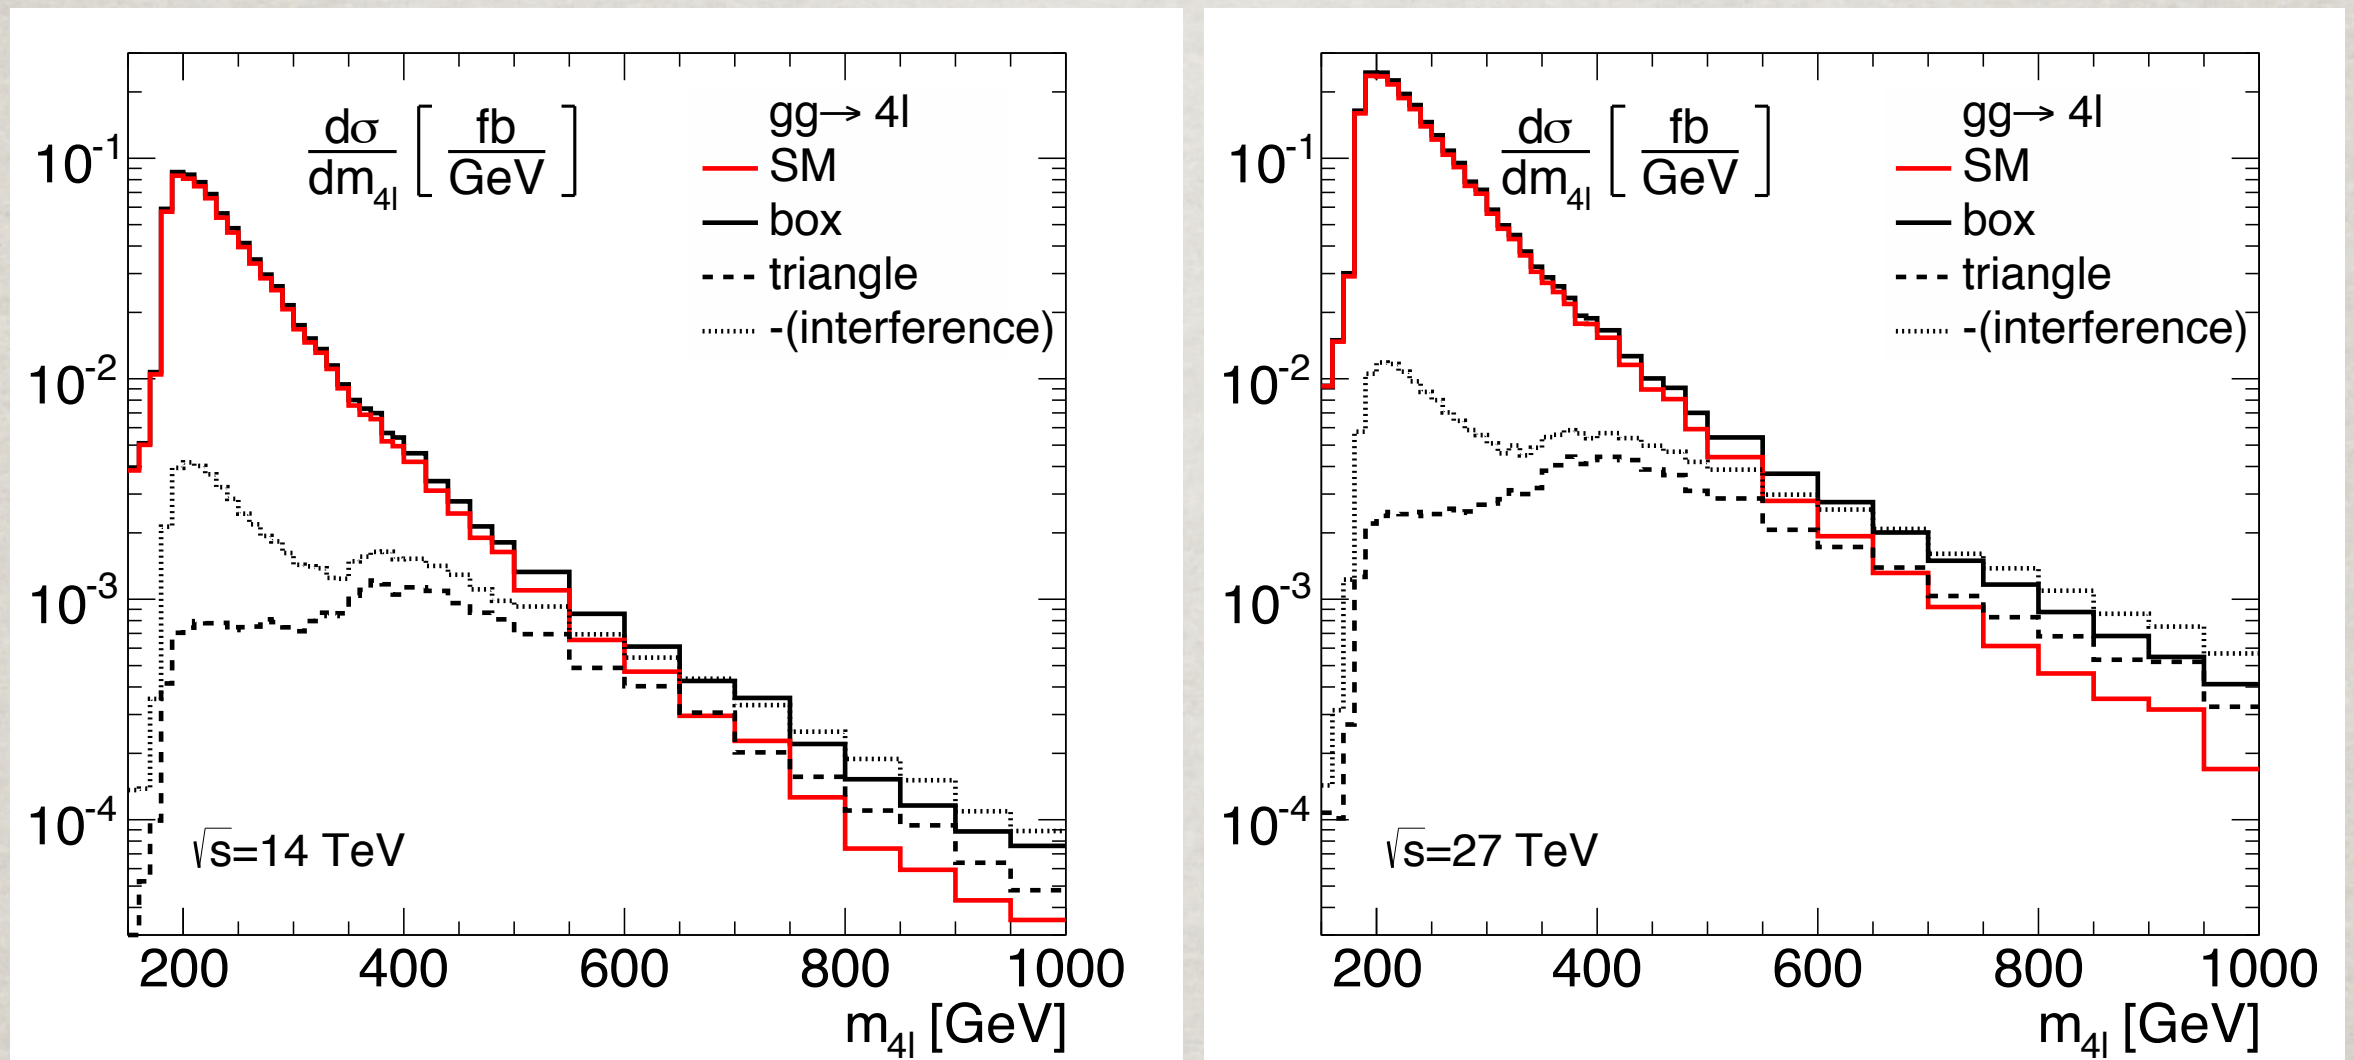 dσ/dm4l [fb/GeV]
gg→ 4l
SM
box
triangle
-(interference)
10^-1
10^-2
10^-3
10^-4
√s=14 TeV
200 400 600 800 1000
m4l [GeV]
dσ/dm4l [fb/GeV]
gg→ 4l
SM
box
triangle
-(interference)
10^-1
10^-2
10^-3
10^-4
√s=27 TeV
200 400 600 800 1000
m4l [GeV]